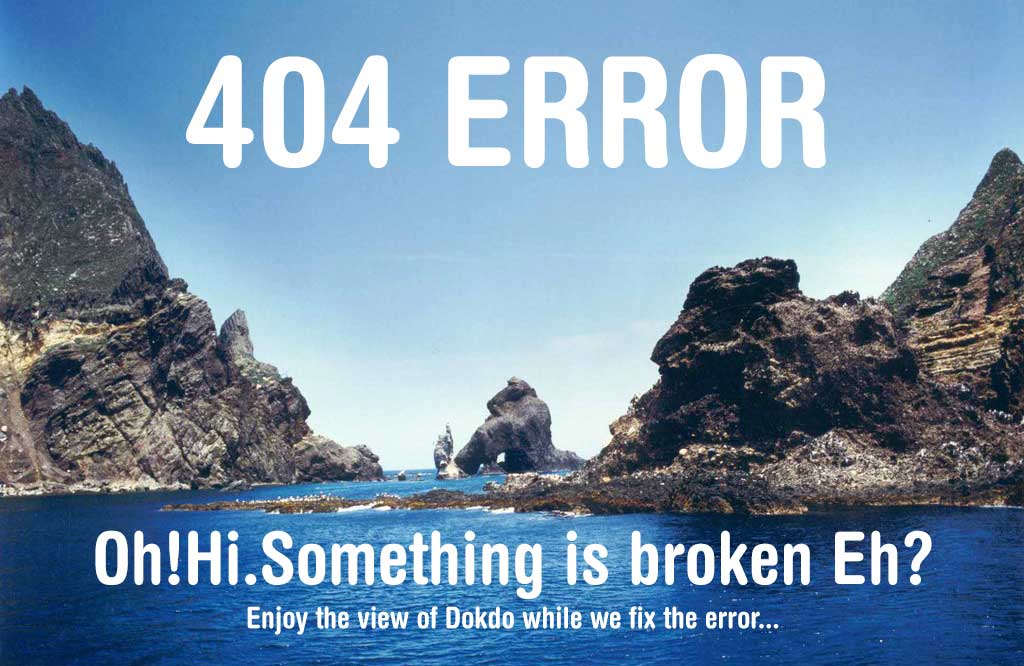 404 ERROR
Oh!Hi.Something is broken Eh?
Enjoy the view of Dokdo while we fix the error...